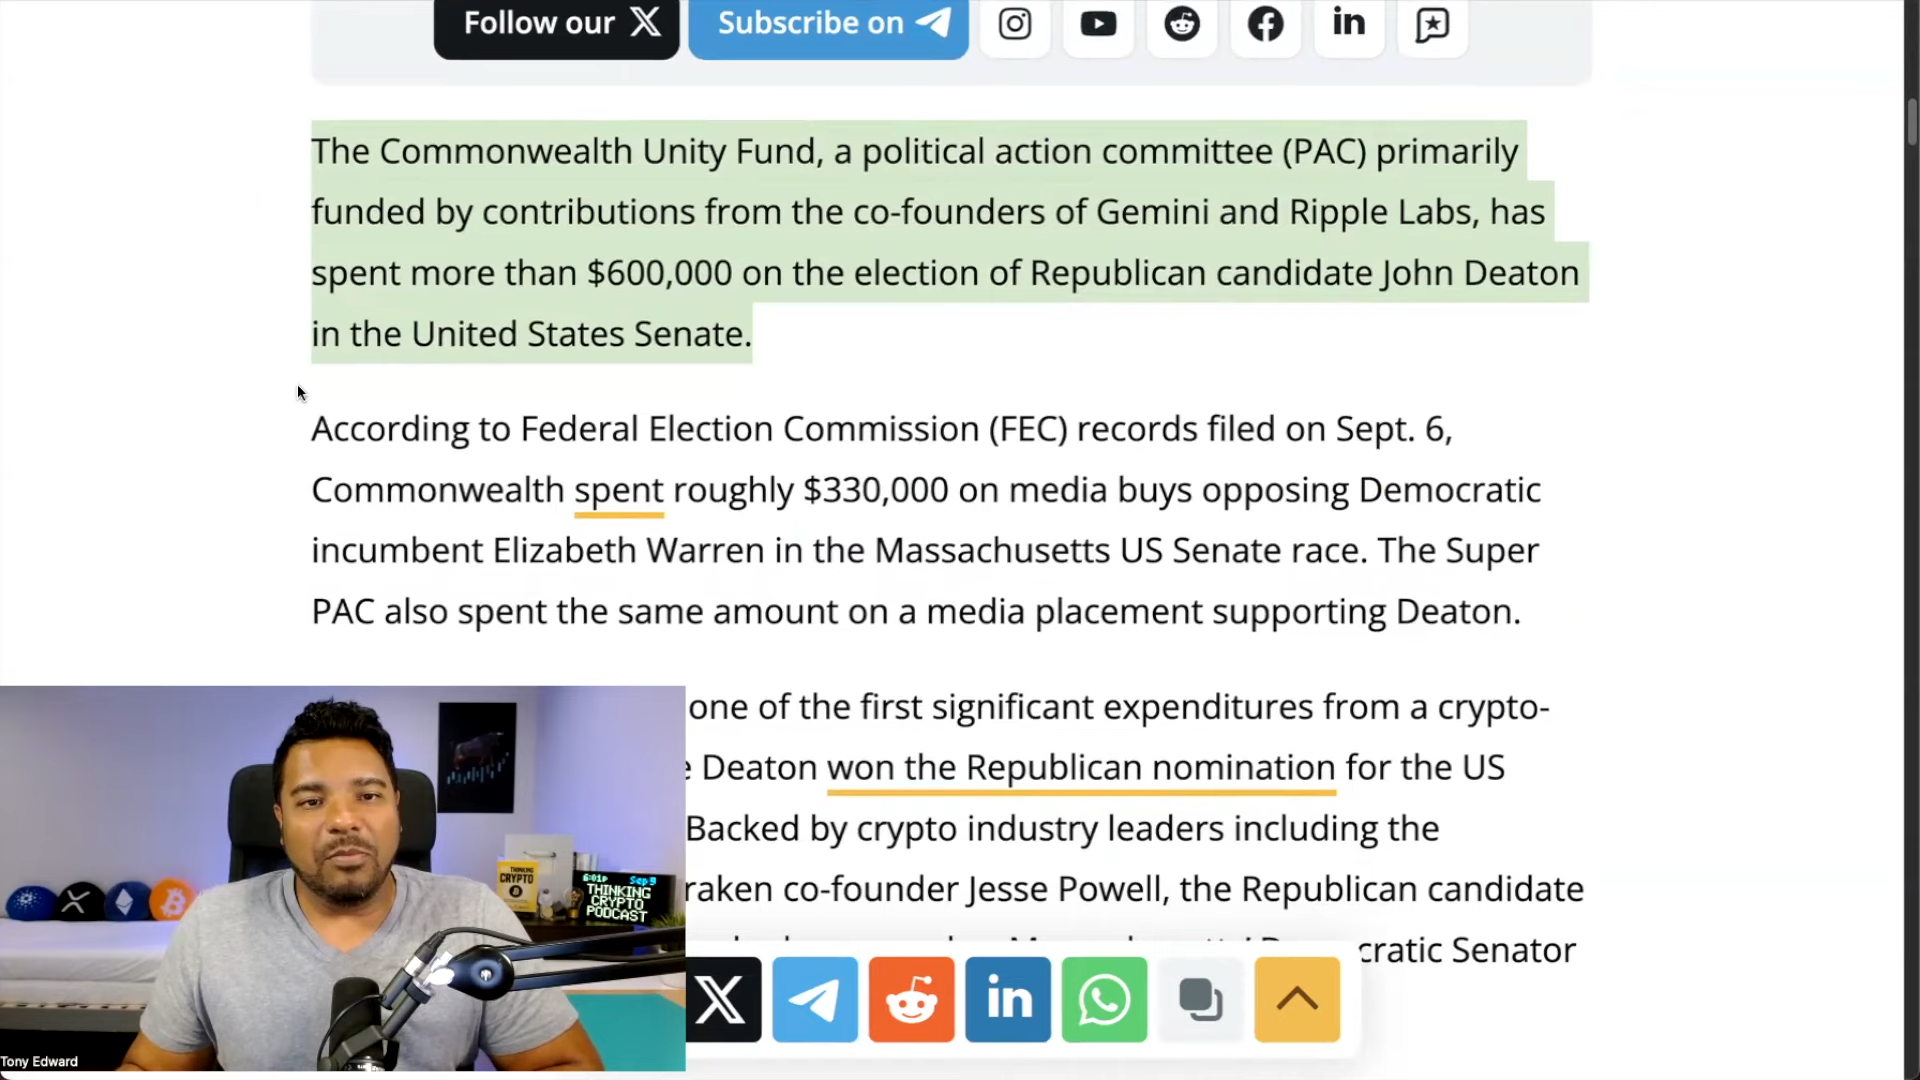 Follow our X
Subscribe on
The Commonwealth Unity Fund, a political action committee (PAC) primarily
funded by contributions from the co-founders of Gemini and Ripple Labs, has
spent more than $600,000 on the election of Republican candidate John Deaton
in the United States Senate.
According to Federal Election Commission (FEC) records filed on Sept. 6,
Commonwealth spent roughly $330,000 on media buys opposing Democratic
incumbent Elizabeth Warren in the Massachusetts US Senate race. The Super
PAC also spent the same amount on a media placement supporting Deaton.
one of the first significant expenditures from a crypto-
Deaton won the Republican nomination for the US
Backed by crypto industry leaders including the
raken co-founder Jesse Powell, the Republican candidate
cratic Senator
THINKING
CRYPTO
6:01P Sep 9
THINKING
CRYPTO
PODCAST
Tony Edward